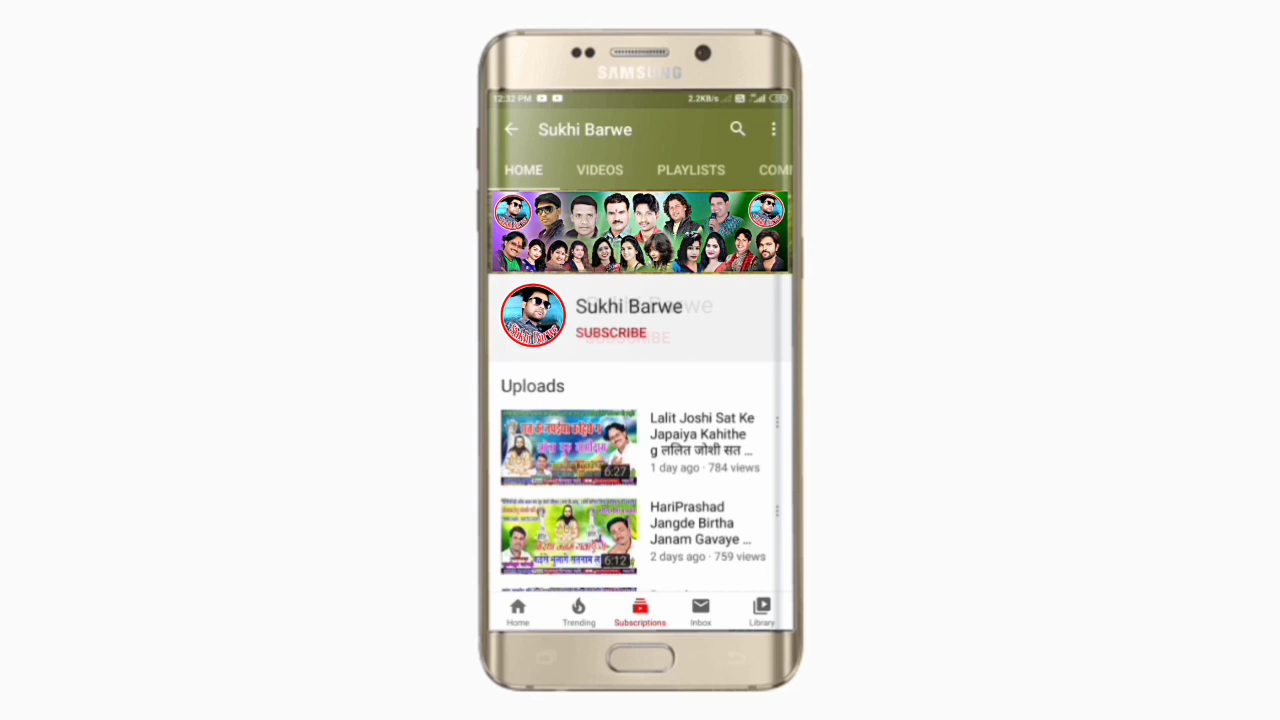 SAMSUNG
12:32 PM
2.2KB/s
Sukhi Barwe
HOME VIDEOS PLAYLISTS COM
Sukhi Barwe
SUBSCRIBE
Uploads
Lalit Joshi Sat Ke
Japaiya Kahithe
g ललित जोशी सत ...
1 day ago · 784 views
6:27
HariPrashad
Jangde Birtha
Janam Gavaye ...
2 days ago · 759 views
6:12
Home Trending Subscriptions Inbox Library